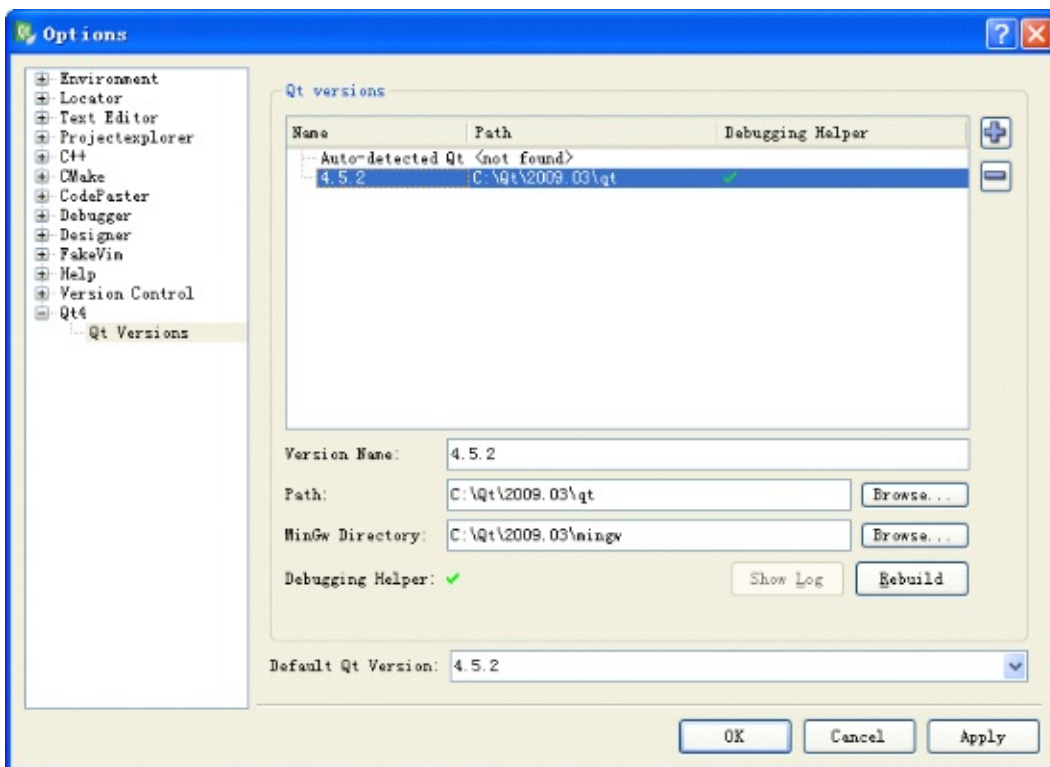 Options
Environment
Locator
Text Editor
Projectexplorer
C++
CMake
CodePaster
Debugger
Designer
FakeVim
Help
Version Control
Qt4
Qt Versions
Qt versions
Name Path Debugging Helper
Auto-detected Qt <not found>
4.5.2 C:\Qt\2009.03\qt
Version Name: 4.5.2
Path: C:\Qt\2009.03\qt Browse...
MinGw Directory: C:\Qt\2009.03\mingw Browse...
Debugging Helper: Show Log Rebuild
Default Qt Version: 4.5.2
OK Cancel Apply